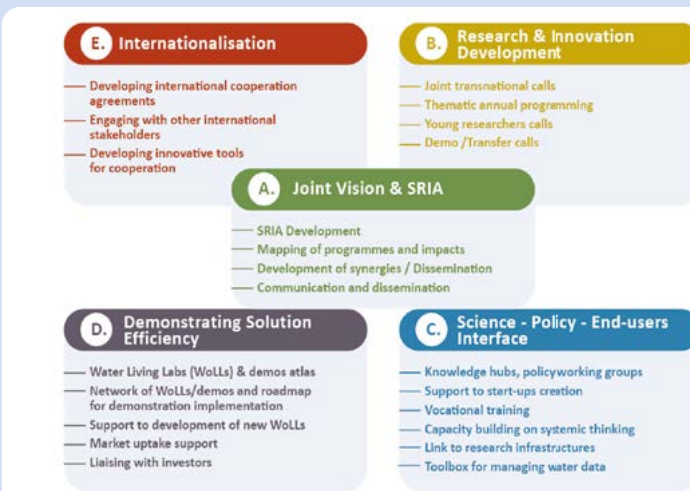 E. Internationalisation
Developing international cooperation
agreements
Engaging with other international
stakeholders
Developing innovative tools
for cooperation
B. Research & Innovation
Development
Joint transnational calls
Thematic annual programming
Young researchers calls
Demo /Transfer calls
A. Joint Vision & SRIA
SRIA Development
Mapping of programmes and impacts
Development of synergies / Dissemination
Communication and dissemination
D. Demonstrating Solution
Efficiency
Water Living Labs (WoLLs) & demos atlas
Network of WoLLs/demos and roadmap
for demonstration implementation
Support to development of new WoLLs
Market uptake support
Liaising with investors
C. Science - Policy - End-users
Interface
Knowledge hubs, policyworking groups
Support to start-ups creation
Vocational training
Capacity building on systemic thinking
Link to research infrastructures
Toolbox for managing water data